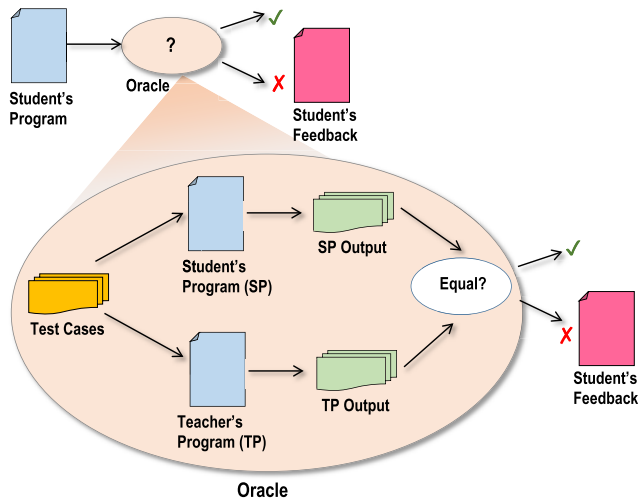 ?
Oracle
Student's
Program
Student's
Feedback
Student's
Program (SP)
SP Output
Test Cases
Equal?
Teacher's
Program (TP)
TP Output
Student's
Feedback
Oracle